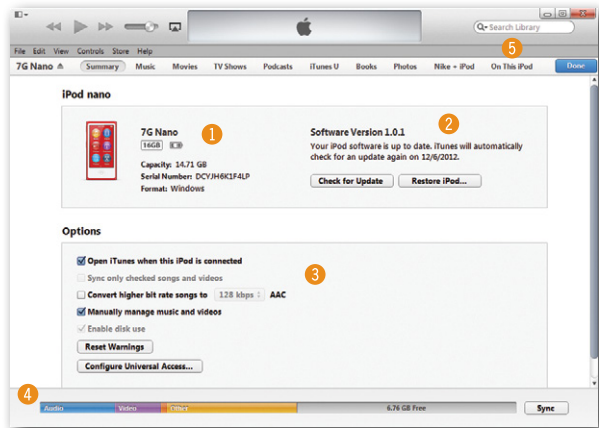 Search Library
File Edit View Controls Store Help
5
7G Nano Summary Music Movies TV Shows Podcasts iTunes U Books Photos Nike + iPod On This iPod Done
iPod nano
7G Nano 1
16GB
Capacity: 14.71 GB
Serial Number: DCYJH6K1F4LP
Format: Windows
Software Version 1.0.1 2
Your iPod software is up to date. iTunes will automatically
check for an update again on 12/6/2012.
Check for Update Restore iPod...
Options
Open iTunes when this iPod is connected
Sync only checked songs and videos
3
Convert higher bit rate songs to 128 kbps AAC
Manually manage music and videos
Enable disk use
Reset Warnings
Configure Universal Access...
4
Audio Video Other 6.76 GB Free Sync